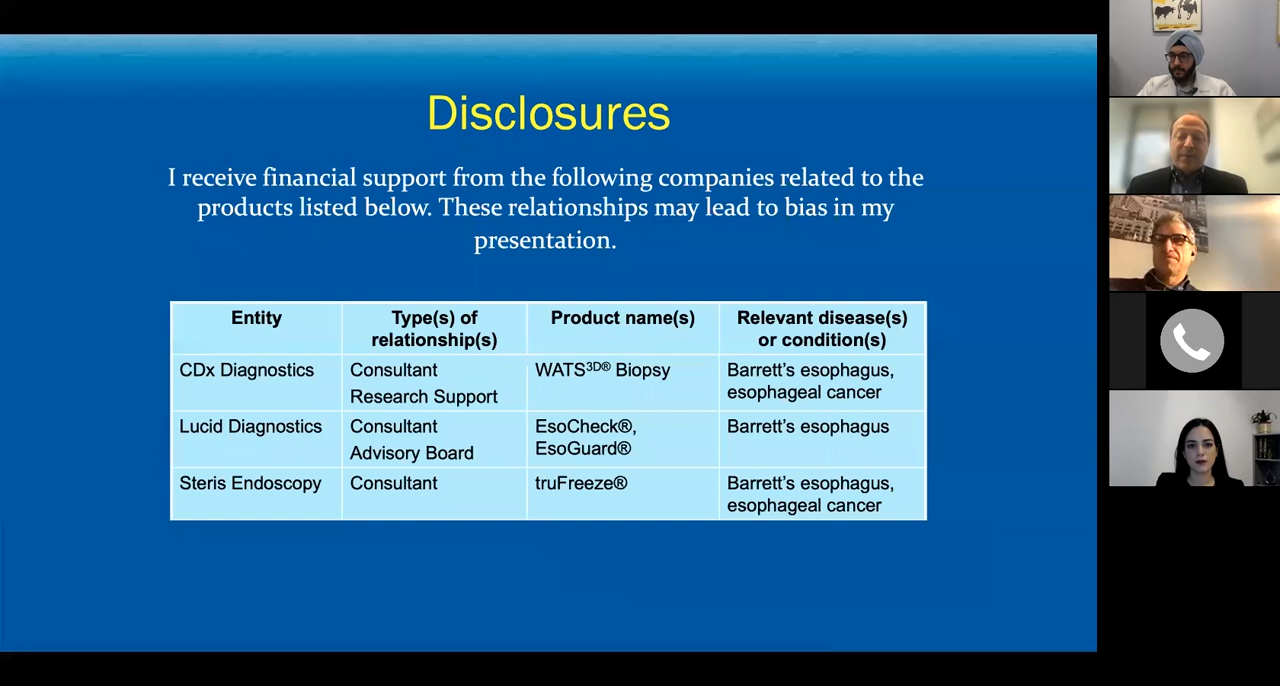 Disclosures
I receive financial support from the following companies related to the
products listed below. These relationships may lead to bias in my
presentation.
Entity
Type(s) of
relationship(s)
Product name(s)
Relevant disease(s)
or condition(s)
CDx Diagnostics
Consultant
Research Support
WATS3D® Biopsy
Barrett’s esophagus,
esophageal cancer
Lucid Diagnostics
Consultant
Advisory Board
EsoCheck®,
EsoGuard®
Barrett’s esophagus
Steris Endoscopy
Consultant
truFreeze®
Barrett’s esophagus,
esophageal cancer